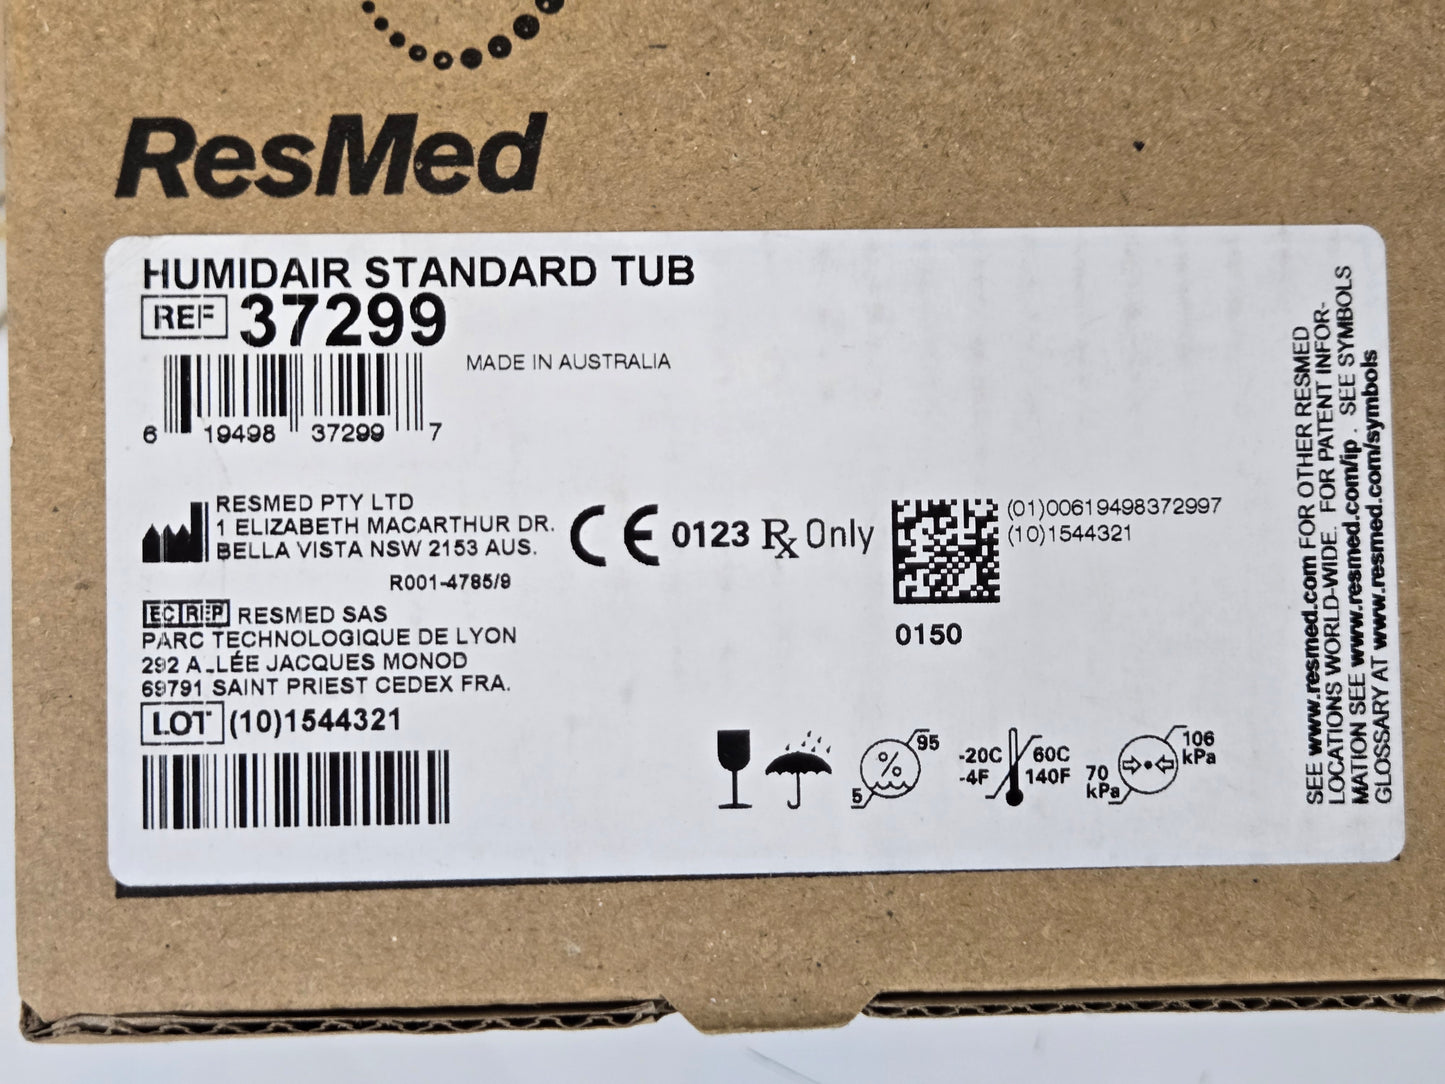 ResMed
HUMIDAIR STANDARD TUB
REF 37299
MADE IN AUSTRALIA
6 19498 37299 7
RESMED PTY LTD
1 ELIZABETH MACARTHUR DR.
BELLA VISTA NSW 2153 AUS.
R001-4785/9
CE 0123 Rx Only
(01)00619498372997
(10)1544321
0150
EC REP RESMED SAS
PARC TECHNOLOGIQUE DE LYON
292 ALLÉE JACQUES MONOD
69791 SAINT PRIEST CEDEX FRA.
LOT (10)1544321
% 95
5
-20C 60C
-4F 140F
106
kPa
70
kPa
SEE www.resmed.com FOR OTHER RESMED
LOCATIONS WORLD-WIDE. FOR PATENT INFOR-
MATION SEE www.resmed.com/ip . SEE SYMBOLS
GLOSSARY AT www.resmed.com/symbols